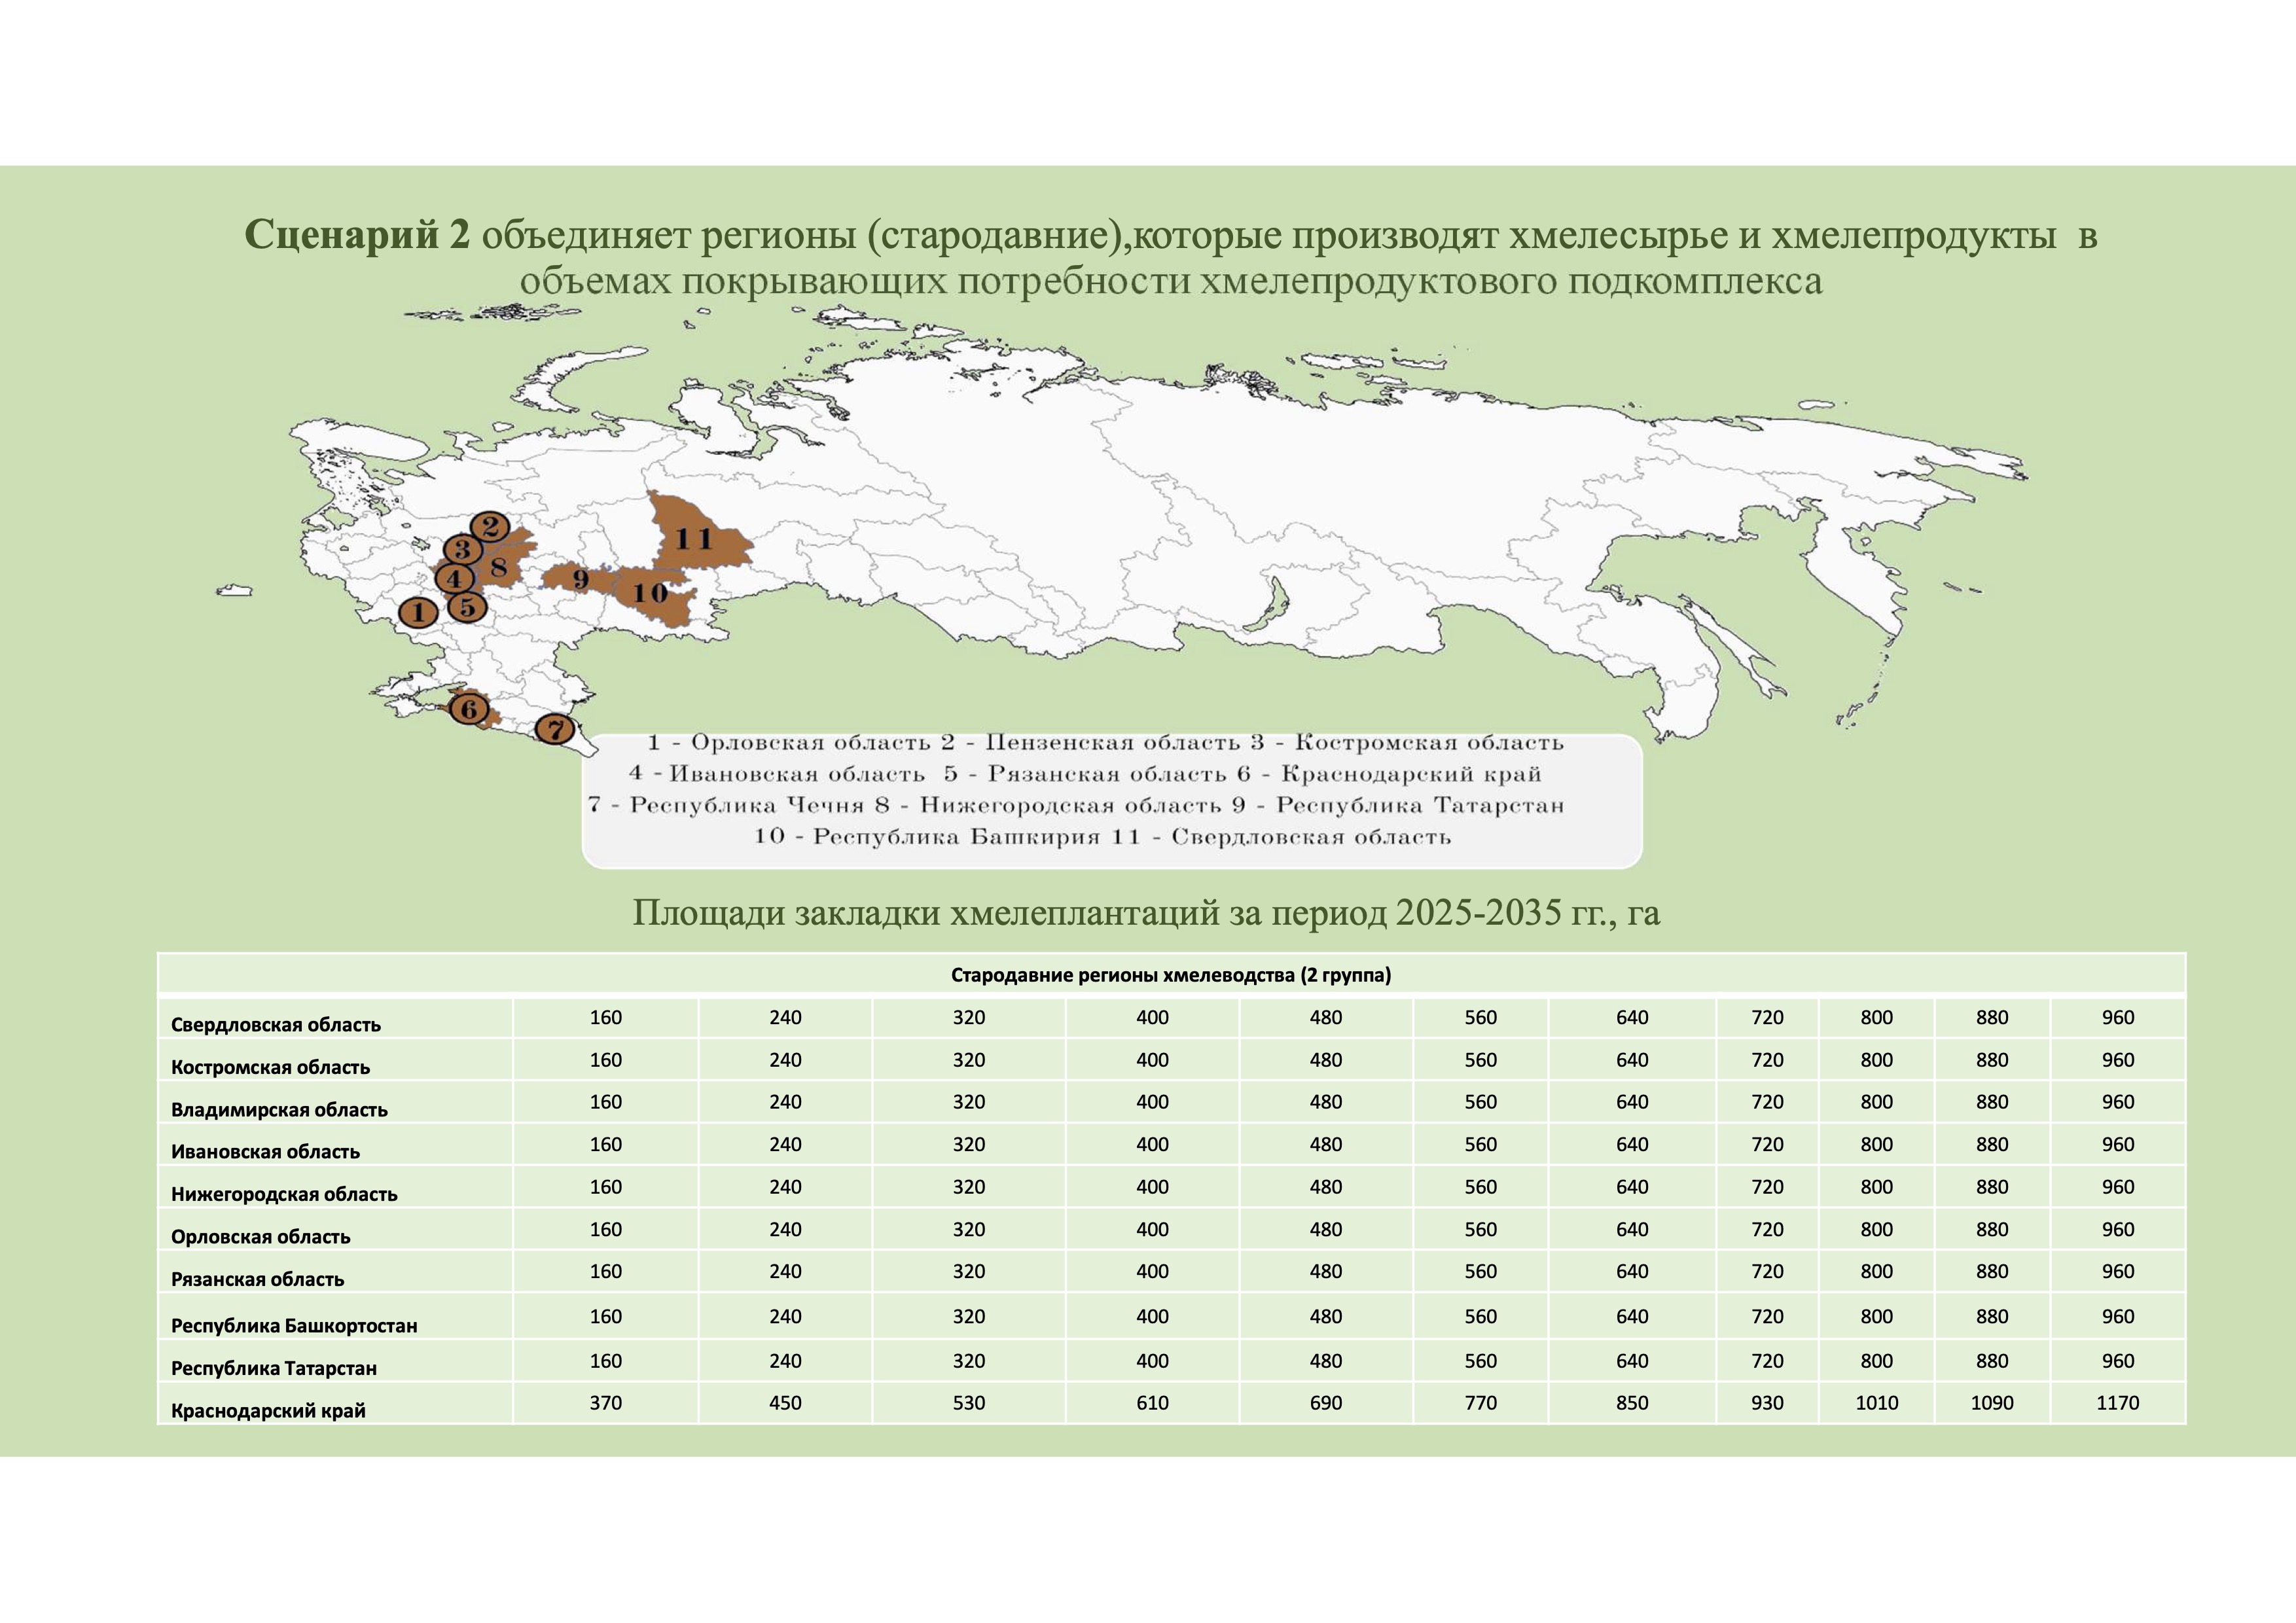 Сценарий 2 объединяет регионы (стародавние),которые производят хмелесырье и хмелепродукты в
объемах покрывающих потребности хмелепродуктового подкомплекса
2
3
11
8
4
9
10
1
5
6
7
1 - Орловская область 2 - Пензенская область 3 - Костромская область
4 - Ивановская область 5 - Рязанская область 6 - Краснодарский край
7 - Республика Чечня 8 - Нижегородская область 9 - Республика Татарстан
10 - Республика Башкирия 11 - Свердловская область
Площади закладки хмелеплантаций за период 2025-2035 гг., га
Стародавние регионы хмелеводства (2 группа)
Свердловская область 160 240 320 400 480 560 640 720 800 880 960
Костромская область 160 240 320 400 480 560 640 720 800 880 960
Владимирская область 160 240 320 400 480 560 640 720 800 880 960
Ивановская область 160 240 320 400 480 560 640 720 800 880 960
Нижегородская область 160 240 320 400 480 560 640 720 800 880 960
Орловская область 160 240 320 400 480 560 640 720 800 880 960
Рязанская область 160 240 320 400 480 560 640 720 800 880 960
Республика Башкортостан 160 240 320 400 480 560 640 720 800 880 960
Республика Татарстан 160 240 320 400 480 560 640 720 800 880 960
Краснодарский край 370 450 530 610 690 770 850 930 1010 1090 1170